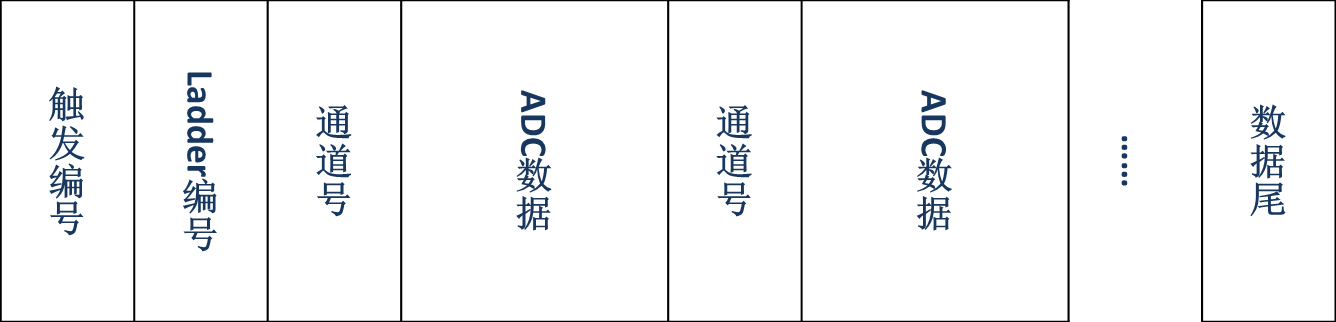 触发编号
Ladder编号
通道号
ADC数据
通道号
ADC数据
......
数据尾